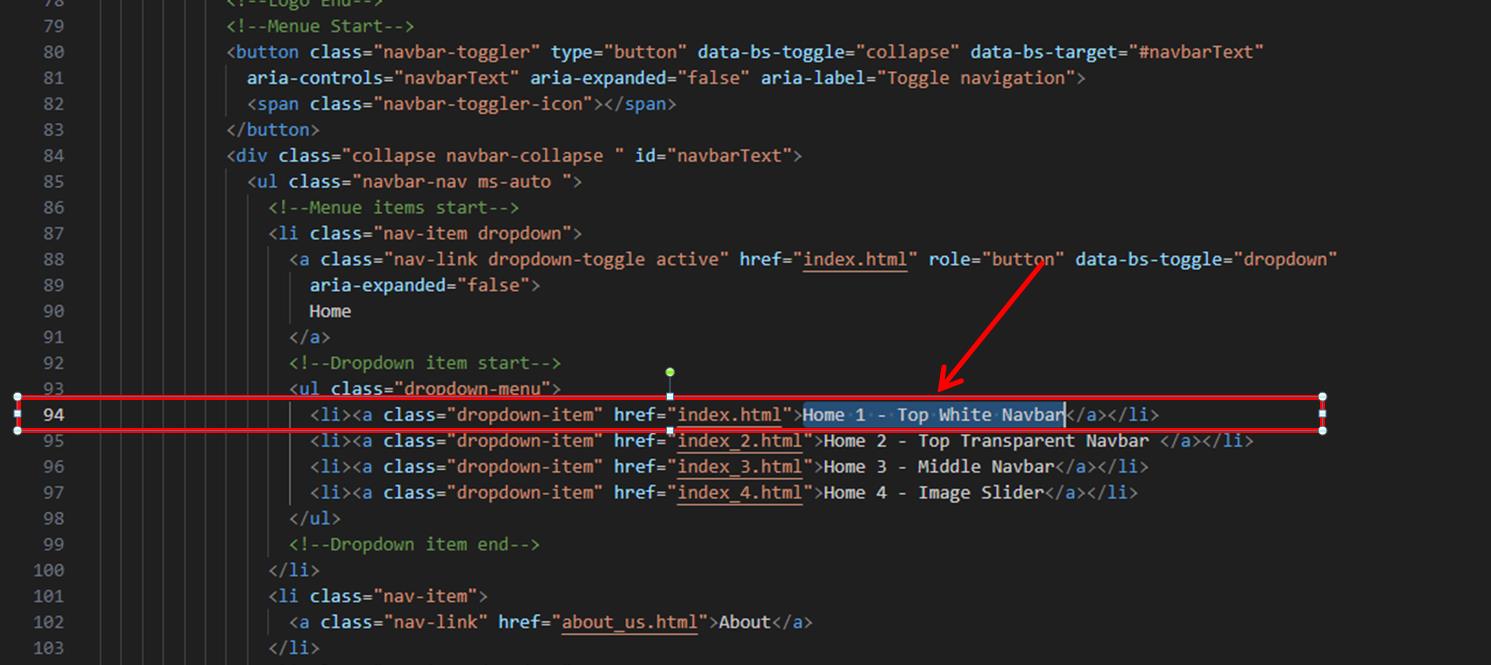 78 <!--Logo End-->
79 <!--Menue Start-->
80 <button class="navbar-toggler" type="button" data-bs-toggle="collapse" data-bs-target="#navbarText"
81 aria-controls="navbarText" aria-expanded="false" aria-label="Toggle navigation">
82 <span class="navbar-toggler-icon"></span>
83 </button>
84 <div class="collapse navbar-collapse " id="navbarText">
85 <ul class="navbar-nav ms-auto ">
86 <!--Menue items start-->
87 <li class="nav-item dropdown">
88 <a class="nav-link dropdown-toggle active" href="index.html" role="button" data-bs-toggle="dropdown"
89 aria-expanded="false">
90 Home
91 </a>
92 <!--Dropdown item start-->
93 <ul class="dropdown-menu">
94 <li><a class="dropdown-item" href="index.html">Home 1 - Top White Navbar</a></li>
95 <li><a class="dropdown-item" href="index_2.html">Home 2 - Top Transparent Navbar </a></li>
96 <li><a class="dropdown-item" href="index_3.html">Home 3 - Middle Navbar</a></li>
97 <li><a class="dropdown-item" href="index_4.html">Home 4 - Image Slider</a></li>
98 </ul>
99 <!--Dropdown item end-->
100 </li>
101 <li class="nav-item">
102 <a class="nav-link" href="about_us.html">About</a>
103 </li>